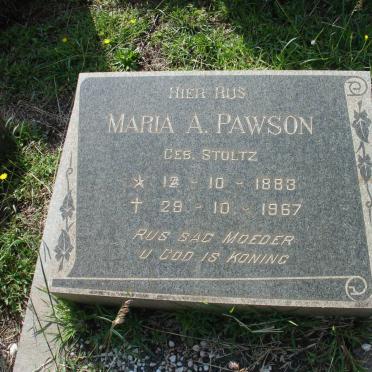 HIER RUS
MARIA A. PAWSON
GEB. STOLTZ
☆ 12 - 10 - 1883
✝ 29 - 10 - 1967
RUS SAG MOEDER
U GOD IS KONING